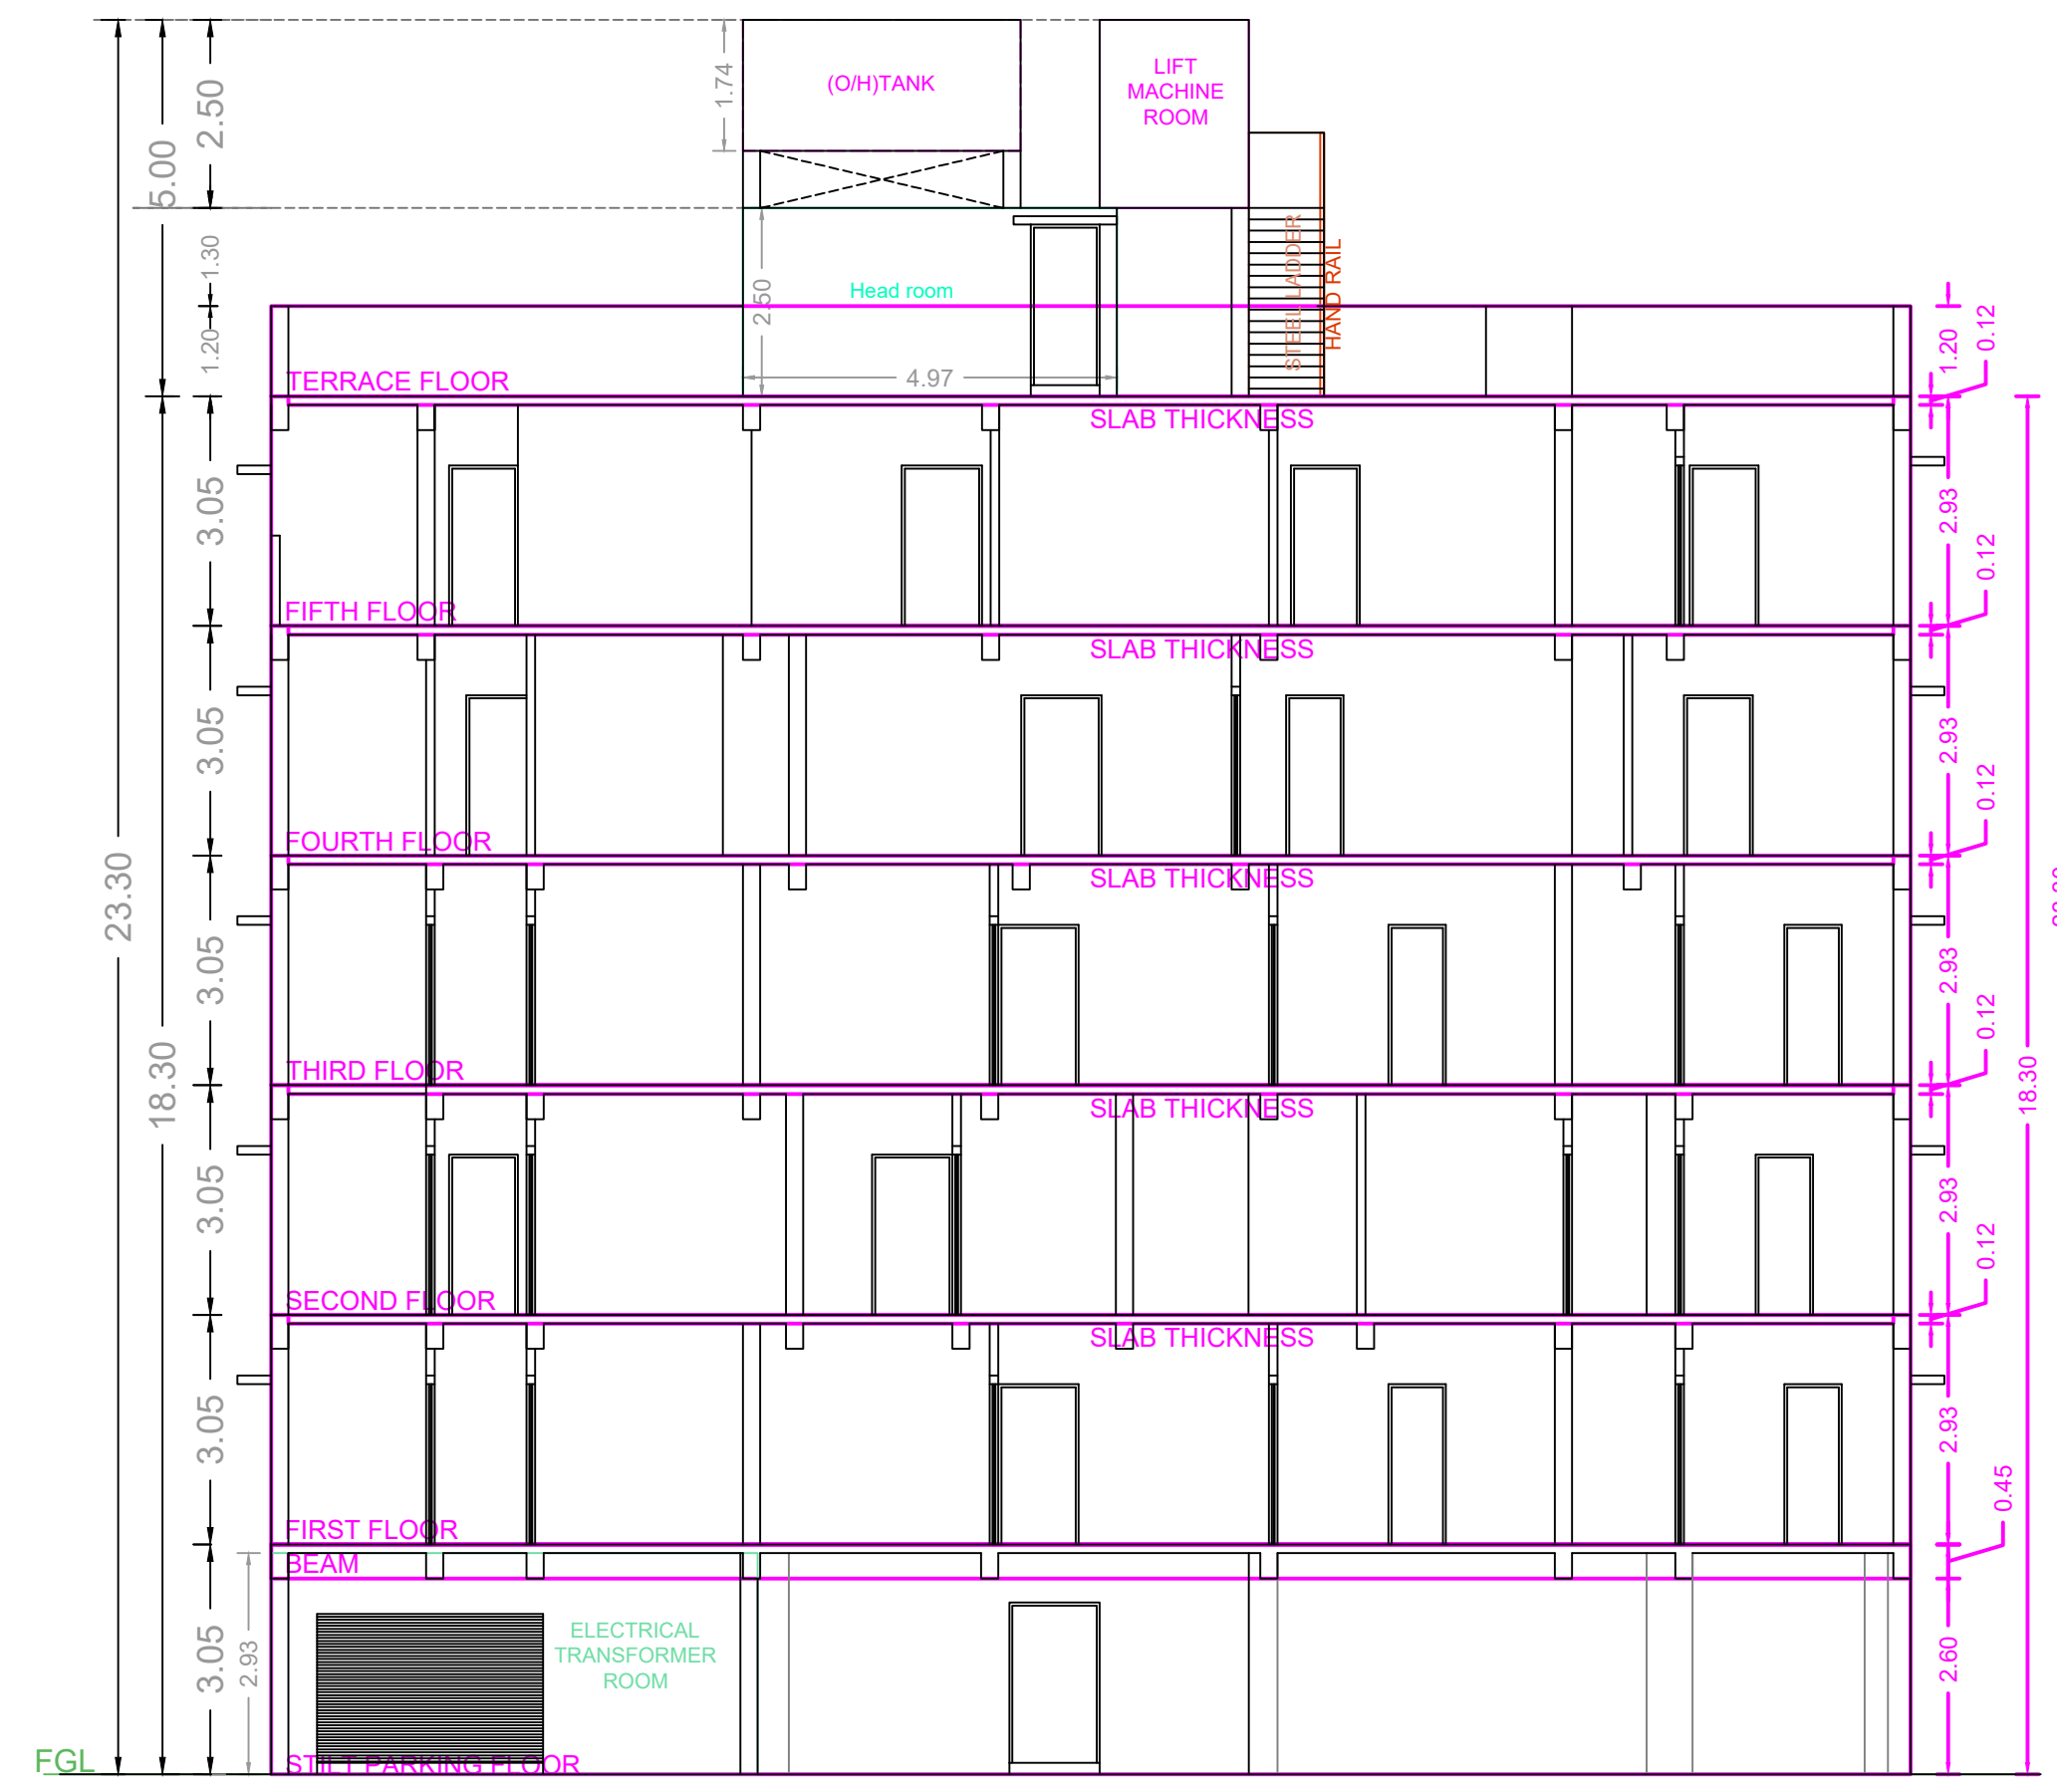 2.50
1.74
(O/H)TANK
LIFT
MACHINE
ROOM
5.00
1.30
2.50
Head room
STEEL LADDER
HAND RAIL
1.20
4.97
1.20
0.12
TERRACE FLOOR
SLAB THICKNESS
3.05
2.93
0.12
FIFTH FLOOR
SLAB THICKNESS
3.05
2.93
0.12
FOURTH FLOOR
SLAB THICKNESS
23.30
3.05
2.93
0.12
THIRD FLOOR
18.30
18.30
SLAB THICKNESS
3.05
2.93
0.12
SECOND FLOOR
SLAB THICKNESS
3.05
2.93
0.45
FIRST FLOOR
BEAM
ELECTRICAL
TRANSFORMER
ROOM
3.05
2.93
2.60
FGL
STILT PARKING FLOOR